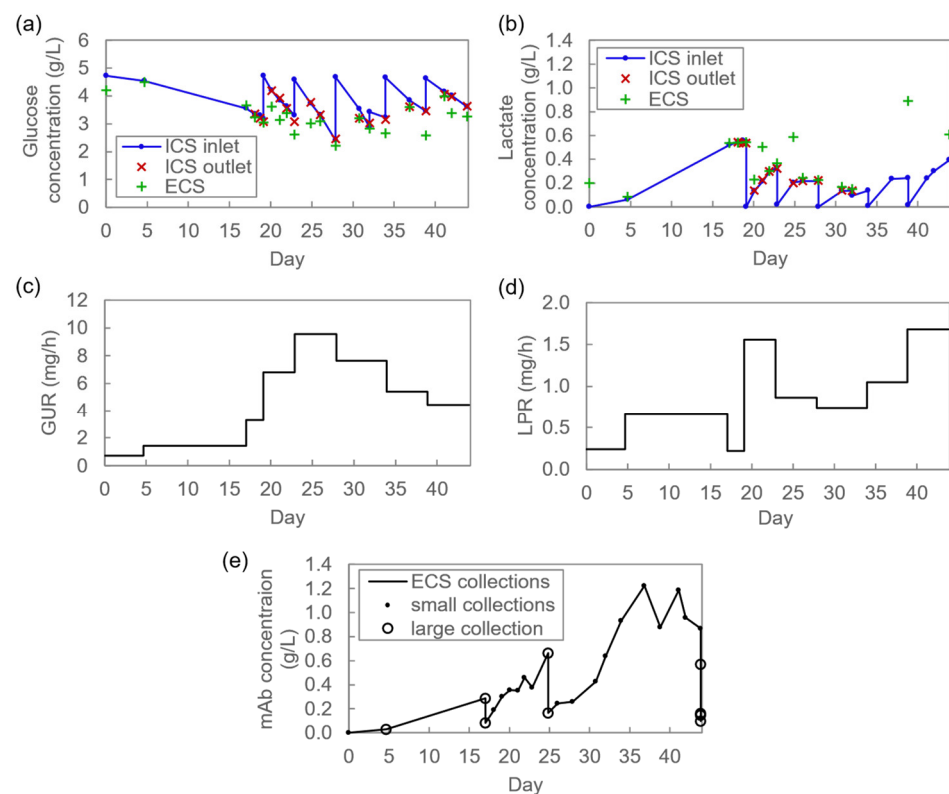 (a)
Glucose
concentration (g/L)
6
5
4
3
2
1
0
ICS inlet
ICS outlet
ECS
0 5 10 15 20 25 30 35 40
Day
(b)
Lactate
concentration (g/L)
1.4
1.2
1.0
0.8
0.6
0.4
0.2
0.0
ICS inlet
ICS outlet
ECS
0 5 10 15 20 25 30 35 40
Day
(c)
GUR (mg/h)
12
10
8
6
4
2
0
0 5 10 15 20 25 30 35 40
Day
(d)
LPR (mg/h)
2.0
1.5
1.0
0.5
0.0
0 5 10 15 20 25 30 35 40
Day
(e)
mAb concentraion
(g/L)
1.4
1.2
1.0
0.8
0.6
0.4
0.2
0.0
ECS collections
small collections
large collection
0 5 10 15 20 25 30 35 40
Day